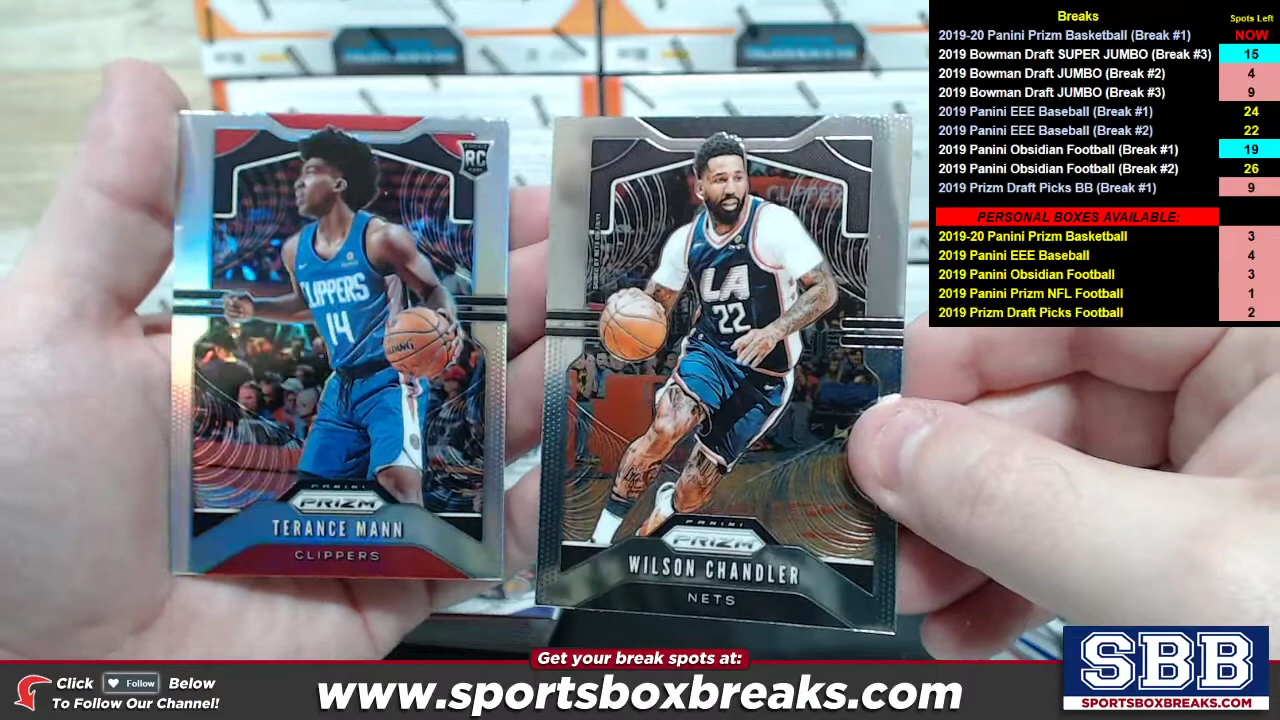 Breaks
Spots Left
2019-20 Panini Prizm Basketball (Break #1) NOW
2019 Bowman Draft SUPER JUMBO (Break #3) 15
2019 Bowman Draft JUMBO (Break #2) 4
2019 Bowman Draft JUMBO (Break #3) 9
2019 Panini EEE Baseball (Break #1) 24
2019 Panini EEE Baseball (Break #2) 22
2019 Panini Obsidian Football (Break #1) 19
2019 Panini Obsidian Football (Break #2) 26
2019 Prizm Draft Picks BB (Break #1) 9
PERSONAL BOXES AVAILABLE:
2019-20 Panini Prizm Basketball 3
2019 Panini EEE Baseball 4
2019 Panini Obsidian Football 3
2019 Panini Prizm NFL Football 1
2019 Prizm Draft Picks Football 2
RC
CLIPPERS
14
SPALDING
PANINI
PRIZM
TERANCE MANN
CLIPPERS
CLIPPERS
LA
22
PANINI
PRIZM
WILSON CHANDLER
NETS
Get your break spots at:
Click Follow Below
To Follow Our Channel!
www.sportsboxbreaks.com
SBB
SPORTSBOXBREAKS.COM